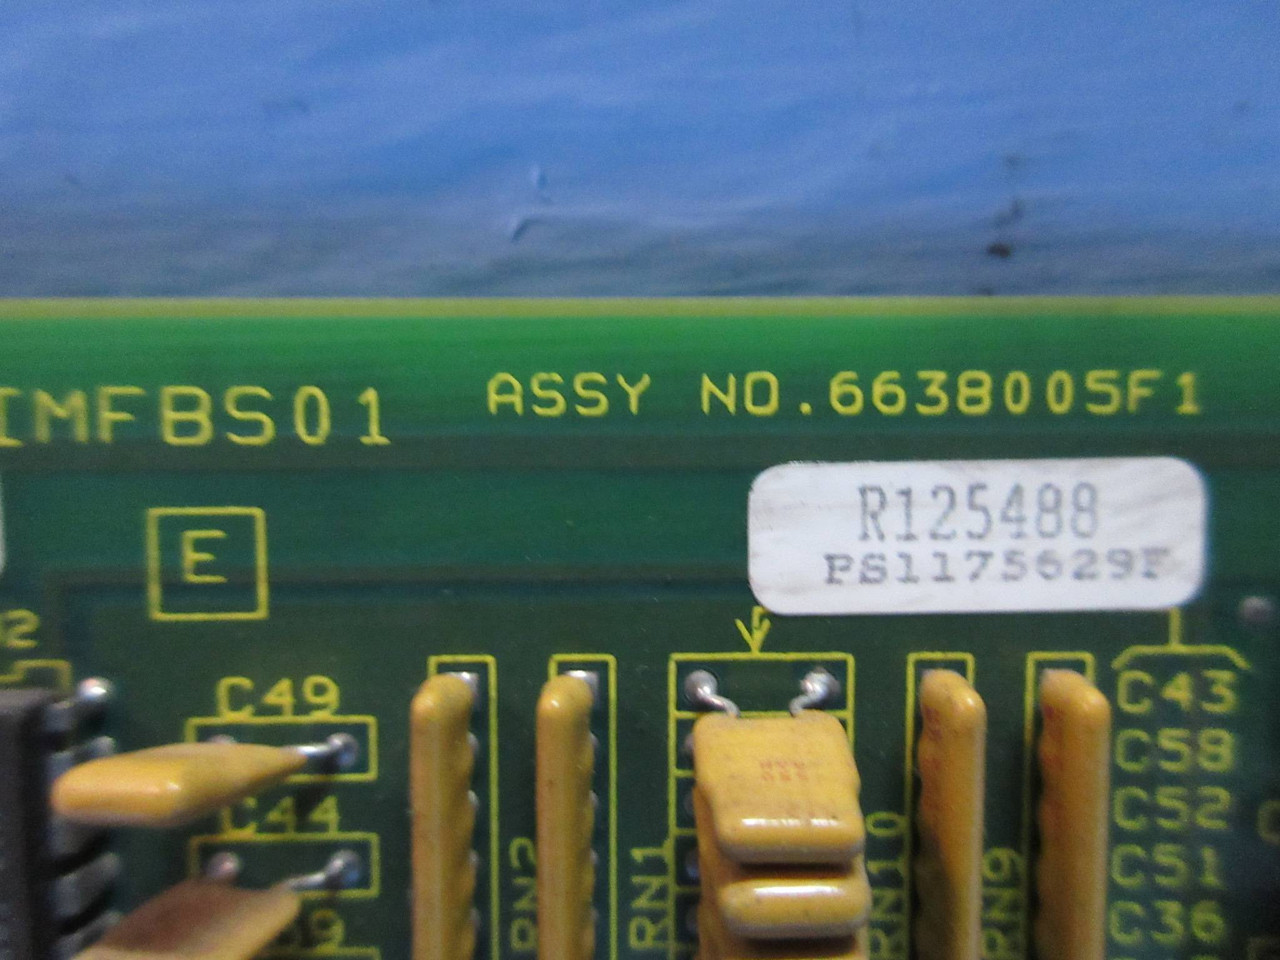 IMFBS01
ASSY NO.6638005F1
R125488
PS1175629F
E
C49
C44
RN2
RN1
RN10
RN9
C43
C58
C52
C51
C36